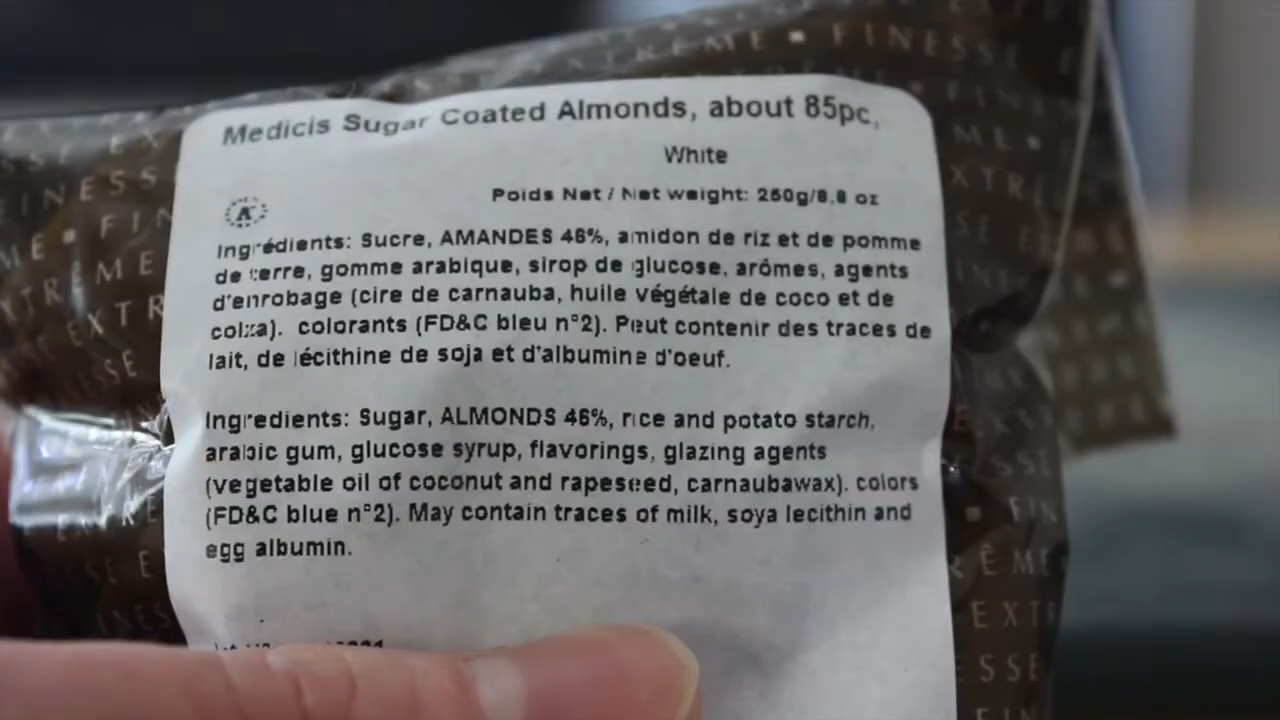 Medicis Sugar Coated Almonds, about 85pc,
White
Poids Net / Net weight: 250g/8.8 oz
K
Ingrédients: Sucre, AMANDES 46%, amidon de riz et de pomme
de terre, gomme arabique, sirop de glucose, arômes, agents
d'enrobage (cire de carnauba, huile végétale de coco et de
colza). colorants (FD&C bleu n°2). Peut contenir des traces de
lait, de lécithine de soja et d'albumine d'oeuf.
Ingredients: Sugar, ALMONDS 46%, rice and potato starch,
arabic gum, glucose syrup, flavorings, glazing agents
(vegetable oil of coconut and rapeseed, carnaubawax). colors
(FD&C blue n°2). May contain traces of milk, soya lecithin and
egg albumin.
EXTRÊME ▪ FINESSE